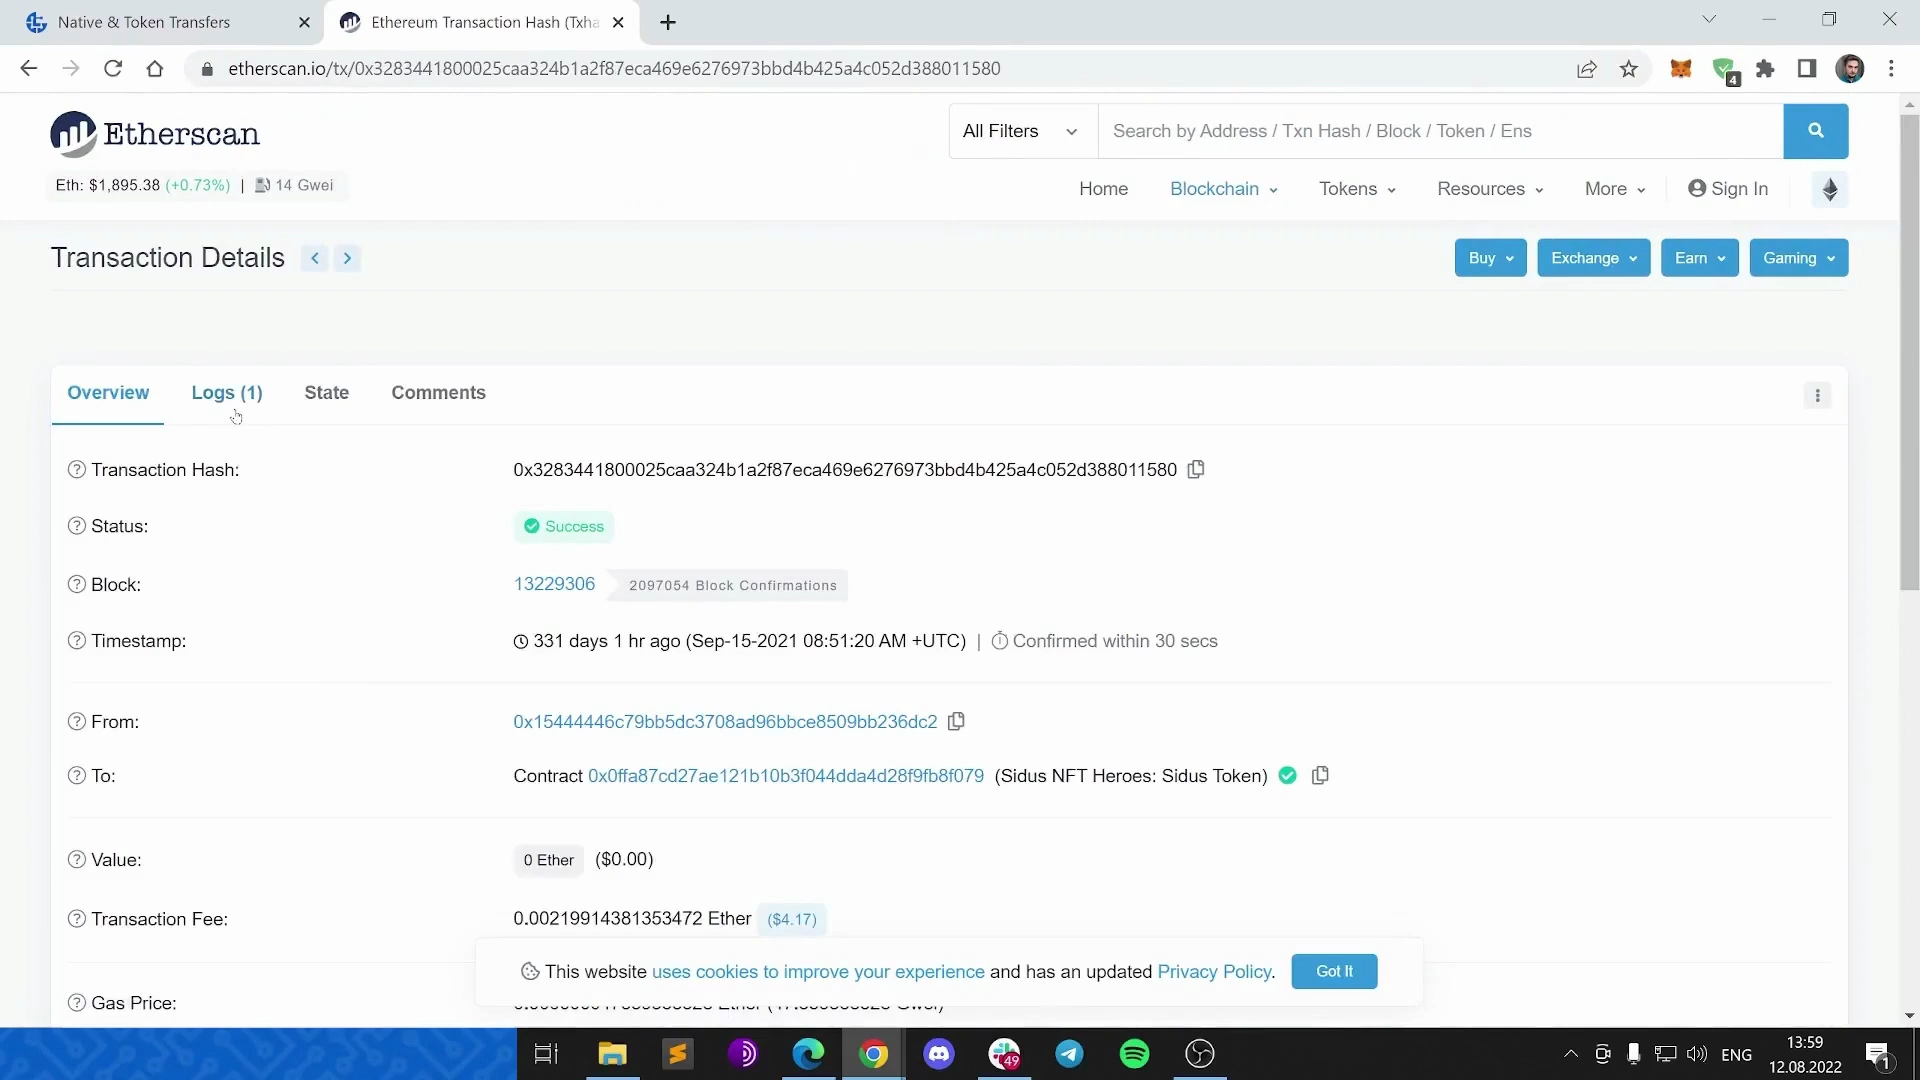 Native & Token Transfers
Ethereum Transaction Hash (Txha
etherscan.io/tx/0x3283441800025caa324b1a2f87eca469e6276973bbd4b425a4c052d388011580
4
Etherscan
All Filters
Search by Address / Txn Hash / Block / Token / Ens
Eth: $1,895.38 (+0.73%) | 14 Gwei
Home Blockchain Tokens Resources More Sign In
Transaction Details
Buy Exchange Earn Gaming
Overview Logs (1) State Comments
Transaction Hash: 0x3283441800025caa324b1a2f87eca469e6276973bbd4b425a4c052d388011580
Status: Success
Block: 13229306 2097054 Block Confirmations
Timestamp: 331 days 1 hr ago (Sep-15-2021 08:51:20 AM +UTC) | Confirmed within 30 secs
From: 0x15444446c79bb5dc3708ad96bbce8509bb236dc2
To: Contract 0x0ffa87cd27ae121b10b3f044dda4d28f9fb8f079 (Sidus NFT Heroes: Sidus Token)
Value: 0 Ether ($0.00)
Transaction Fee: 0.00219914381353472 Ether ($4.17)
This website uses cookies to improve your experience and has an updated Privacy Policy. Got It
Gas Price:
49
ENG
13:59
12.08.2022
1